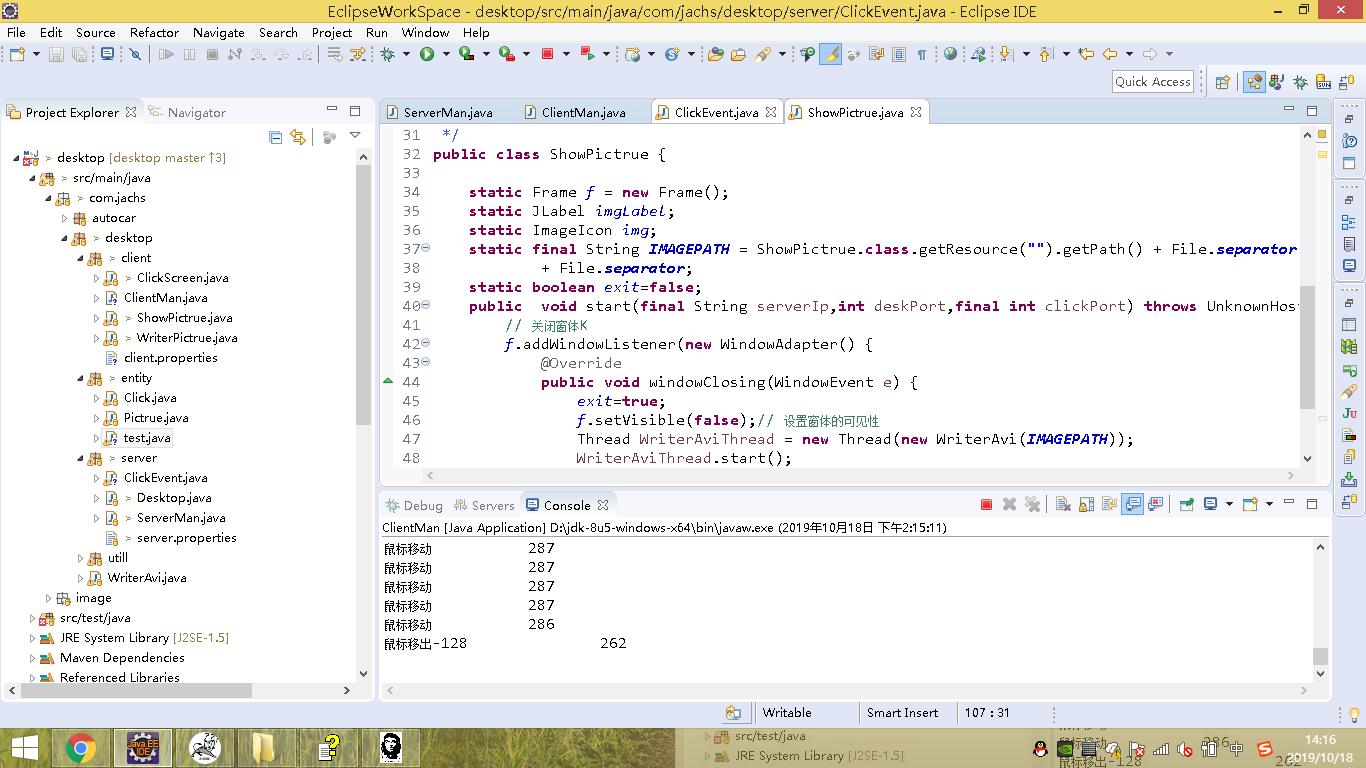 EclipseWorkSpace - desktop/src/main/java/com/jachs/desktop/server/ClickEvent.java - Eclipse IDE
File Edit Source Refactor Navigate Search Project Run Window Help
Quick Access
Project Explorer Navigator
> desktop [desktop master ↑3]
> src/main/java
> com.jachs
autocar
> desktop
> client
> ClickScreen.java
ClientMan.java
> ShowPictrue.java
> WriterPictrue.java
client.properties
> entity
> Click.java
Pictrue.java
test.java
> server
ClickEvent.java
> Desktop.java
> ServerMan.java
> server.properties
> utill
WriterAvi.java
image
src/test/java
JRE System Library [J2SE-1.5]
Maven Dependencies
Referenced Libraries
ServerMan.java ClientMan.java ClickEvent.java ShowPictrue.java
31 */
32 public class ShowPictrue {
33
34 static Frame f = new Frame();
35 static JLabel imgLabel;
36 static ImageIcon img;
37 static final String IMAGEPATH = ShowPictrue.class.getResource("").getPath() + File.separator
38 + File.separator;
39 static boolean exit=false;
40 public void start(final String serverIp,int deskPort,final int clickPort) throws UnknownHos
41 // 关闭窗体K
42 f.addWindowListener(new WindowAdapter() {
43 @Override
44 public void windowClosing(WindowEvent e) {
45 exit=true;
46 f.setVisible(false);// 设置窗体的可见性
47 Thread WriterAviThread = new Thread(new WriterAvi(IMAGEPATH));
48 WriterAviThread.start();
Debug Servers Console
ClientMan [Java Application] D:\jdk-8u5-windows-x64\bin\javaw.exe (2019年10月18日 下午2:15:11)
鼠标移动 287
鼠标移动 287
鼠标移动 287
鼠标移动 287
鼠标移动 286
鼠标移出-128 262
Writable Smart Insert 107 : 31
src/test/java
JRE System Library [J2SE-1.5]
中
14:16
2019/10/18